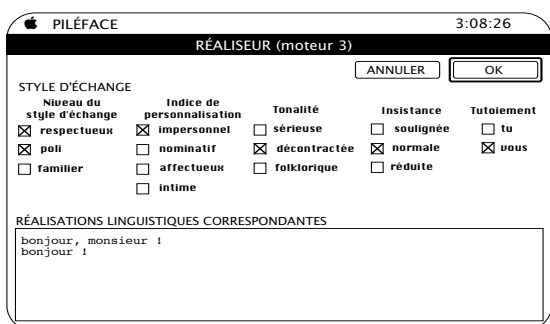 PILÉFACE 3:08:26
RÉALISEUR (moteur 3)
ANNULER OK
STYLE D'ÉCHANGE
Niveau du style d'échange
respectueux
poli
familier
Indice de personnalisation
impersonnel
nominatif
affectueux
intime
Tonalité
sérieuse
décontractée
folklorique
Insistance
soulignée
normale
réduite
Tutoiement
tu
vous
RÉALISATIONS LINGUISTIQUES CORRESPONDANTES
bonjour, monsieur !
bonjour !